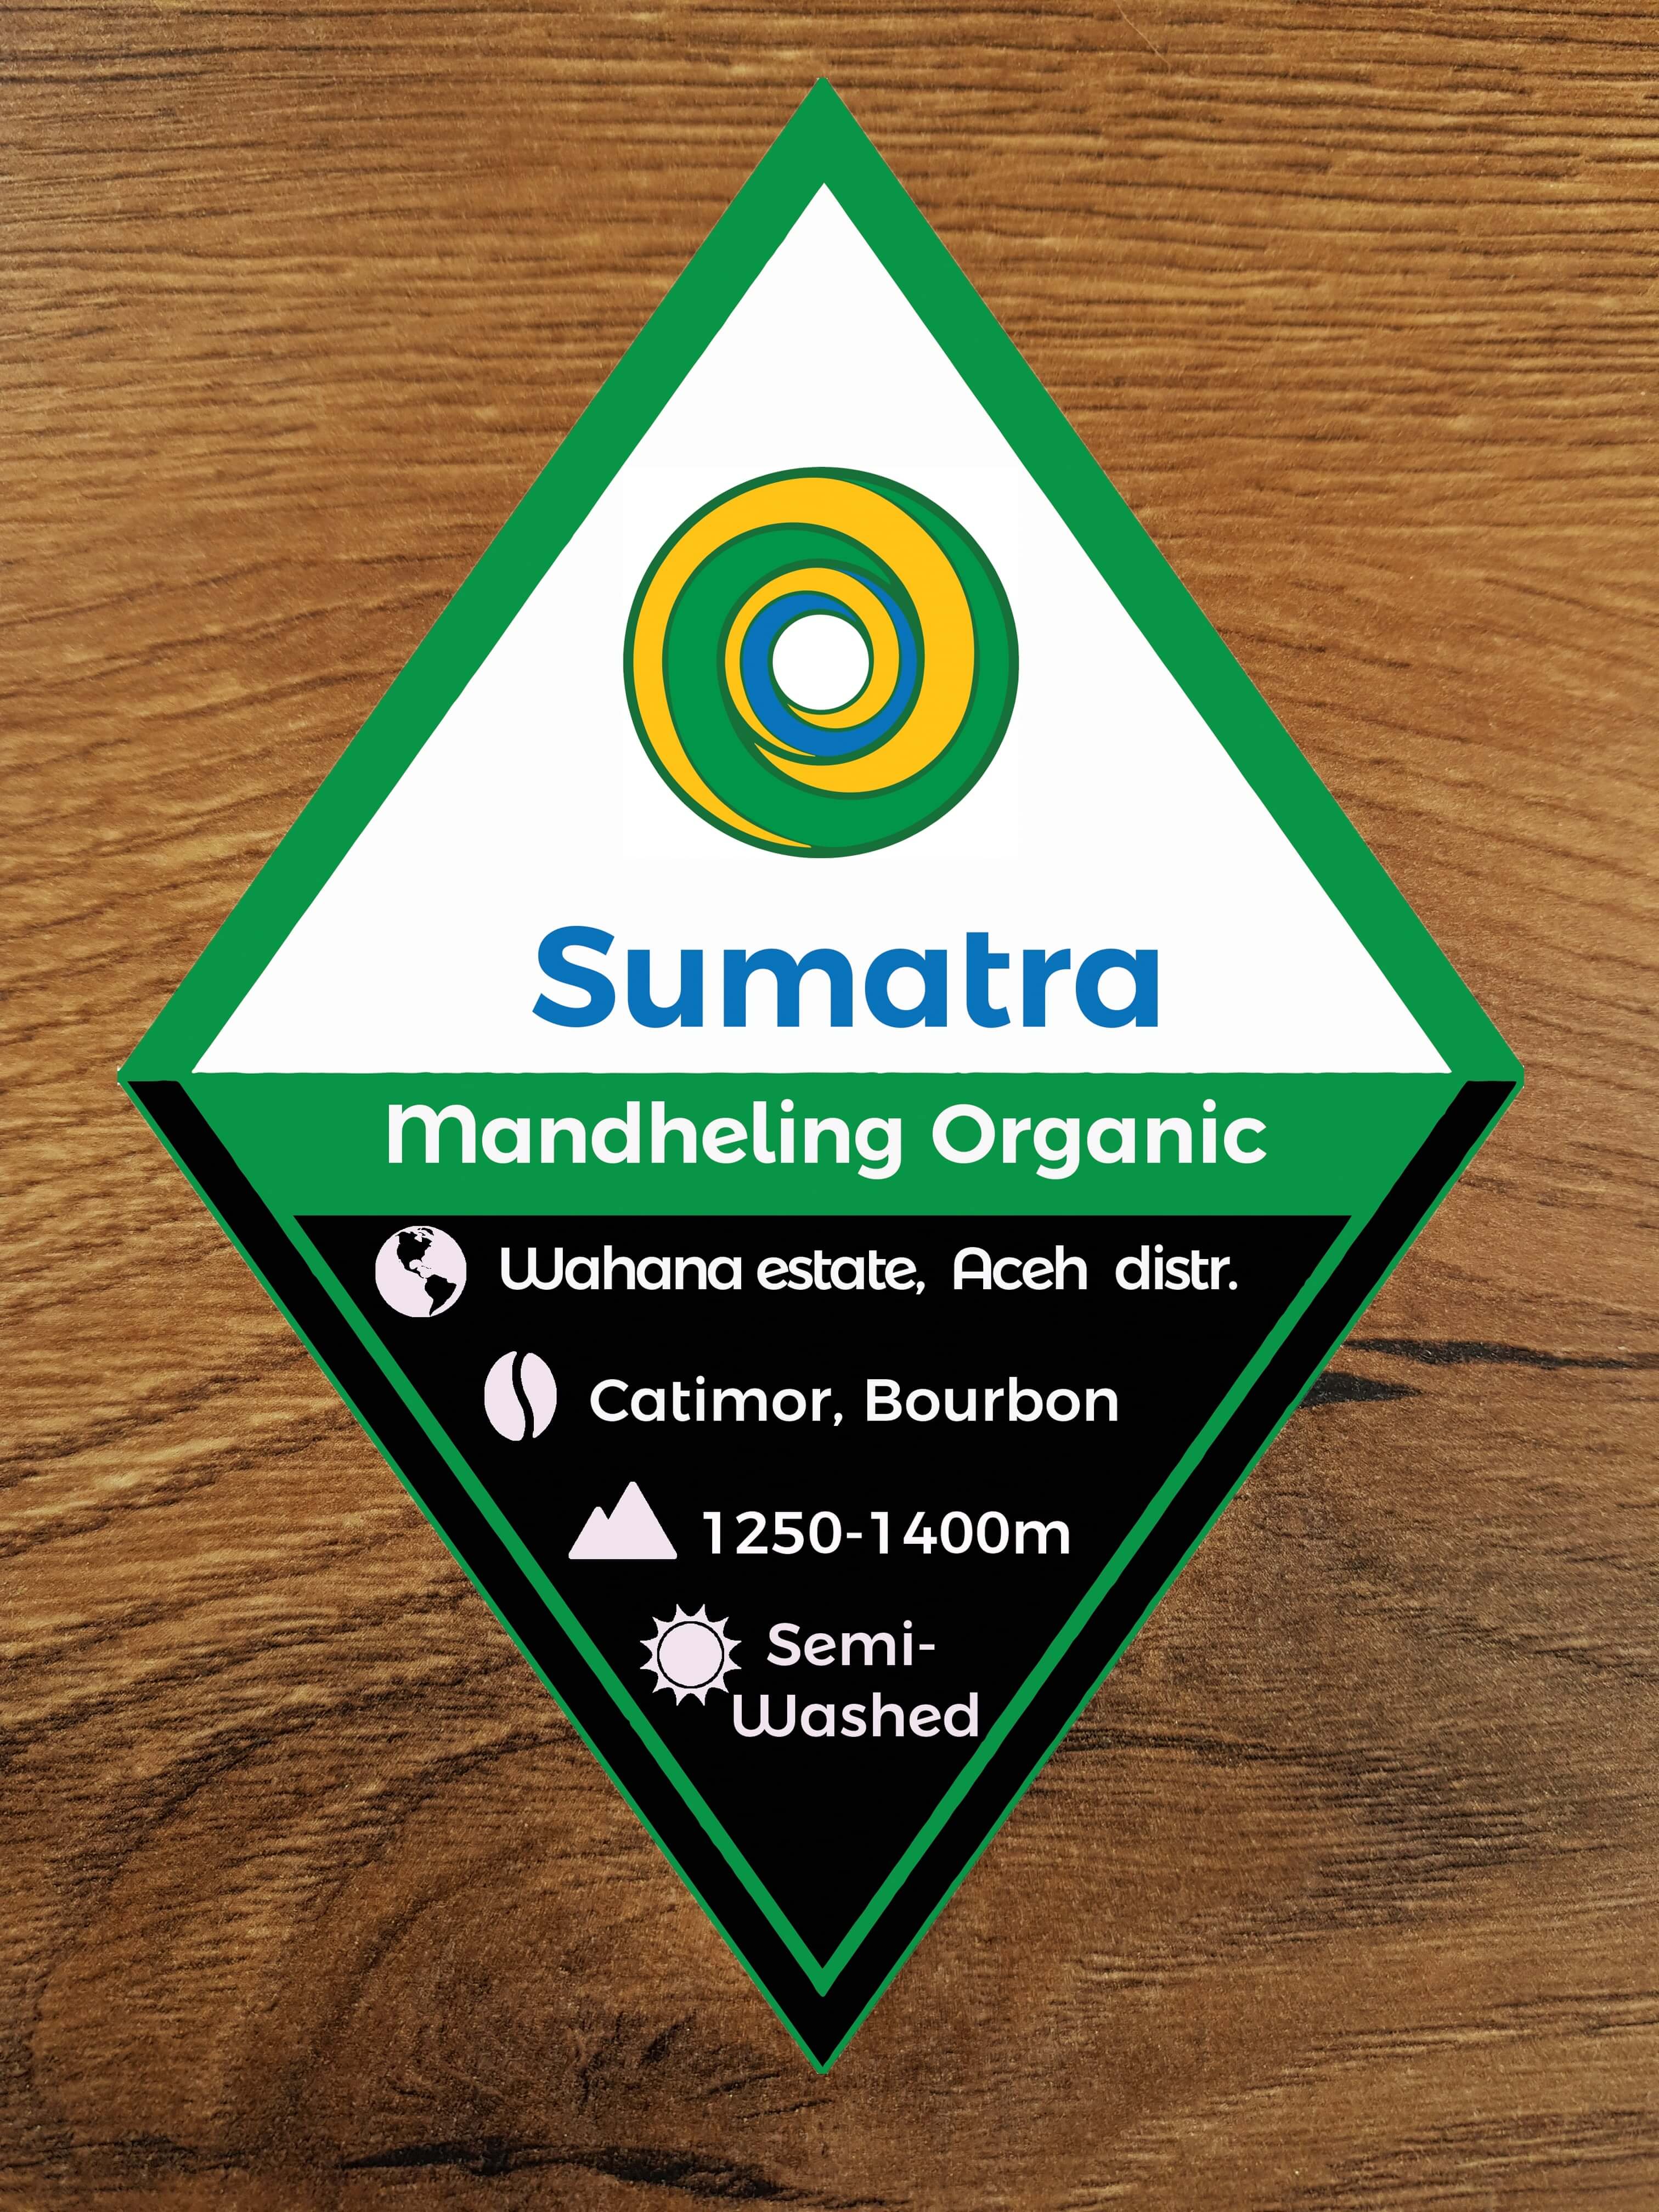 Sumatra
Mandheling Organic
Wahana estate, Aceh distr.
Catimor, Bourbon
1250-1400m
Semi-
Washed